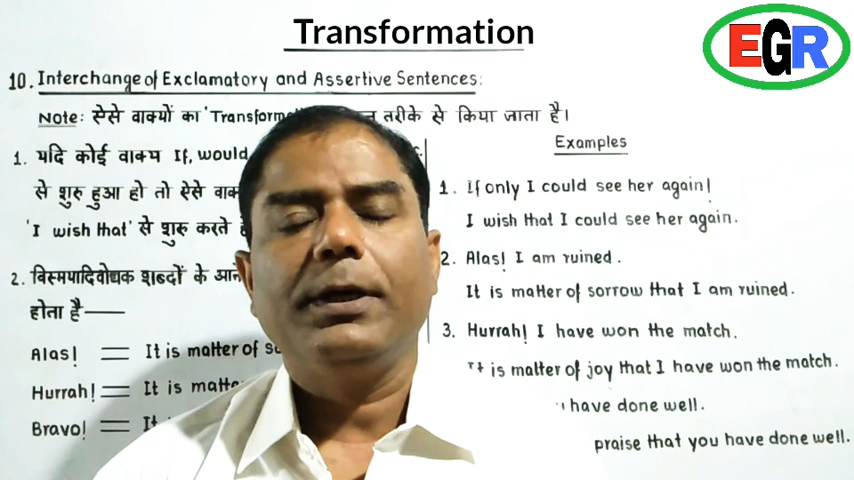 Transformation
EGR
10. Interchange of Exclamatory and Assertive Sentences:
Note: ऐसे वाक्यों का 'Transform तरीके से किया जाता है।
1. यदि कोई वाक्य If, would
से शुरु हुआ हो तो ऐसे
'I wish that' से शुरु करते
2. विस्मयादिवोधक शब्दों के
होता है—
Alas! = It is matter of
Hurrah! = It is
Bravo! = It
Examples
1. If only I could see her again!
I wish that I could see her again.
2. Alas! I am ruined.
It is matter of sorrow that I am ruined.
3. Hurrah! I have won the match.
It is matter of joy that I have won the match.
have done well.
praise that you have done well.